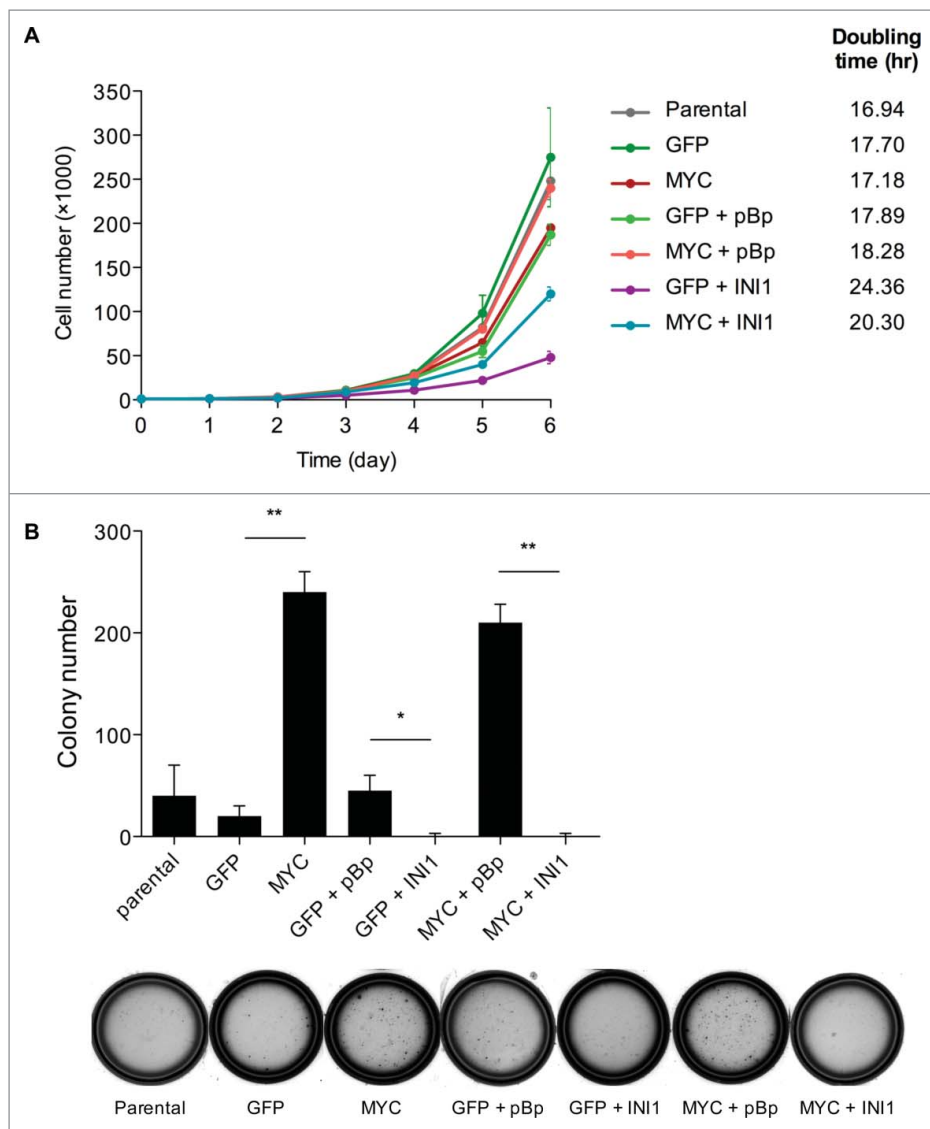 A
Doubling
time (hr)
350
300
250
200
150
100
50
0
Cell number (×1000)
0 1 2 3 4 5 6
Time (day)
Parental 16.94
GFP 17.70
MYC 17.18
GFP + pBp 17.89
MYC + pBp 18.28
GFP + INI1 24.36
MYC + INI1 20.30
B
300
200
100
0
Colony number
** * **
parental GFP MYC GFP + pBp GFP + INI1 MYC + pBp MYC + INI1
Parental GFP MYC GFP + pBp GFP + INI1 MYC + pBp MYC + INI1